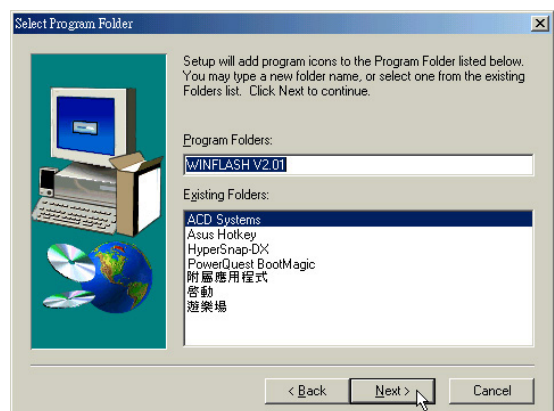 Select Program Folder
Setup will add program icons to the Program Folder listed below.
You may type a new folder name, or select one from the existing
Folders list. Click Next to continue.
Program Folders:
WINFLASH V2.01
Existing Folders:
ACD Systems
Asus Hotkey
HyperSnap-DX
PowerQuest BootMagic
附屬應用程式
啓動
遊樂場
< Back
Next >
Cancel